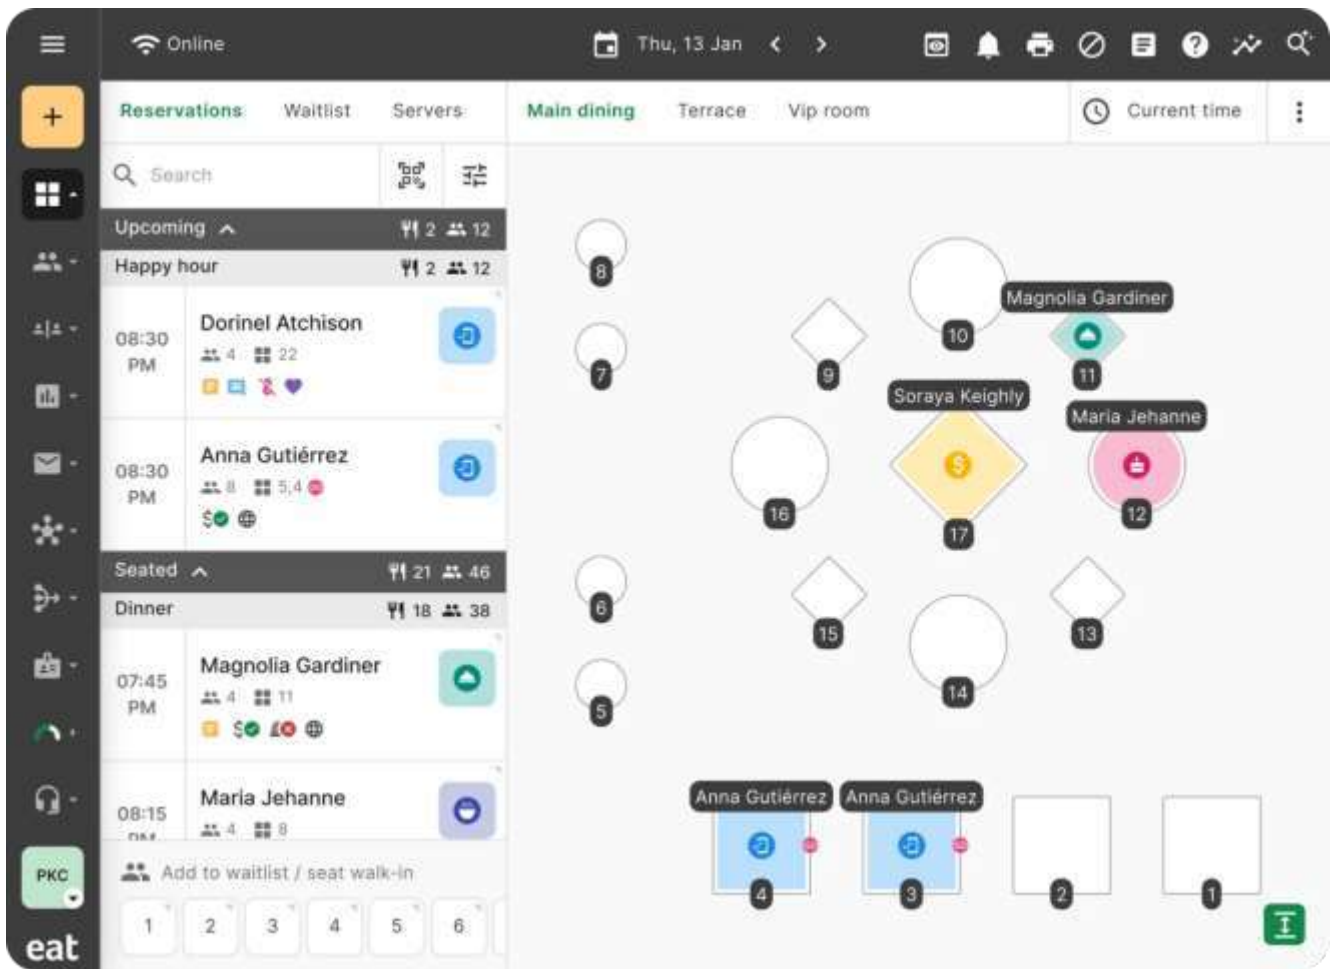 Online
Thu, 13 Jan
Reservations Waitlist Servers
Main dining Terrace Vip room
Current time
Search
Upcoming 2 12
Happy hour 2 12
08:30 PM
Dorinel Atchison
4 22
08:30 PM
Anna Gutiérrez
8 5,4
Seated 21 46
Dinner 18 38
07:45 PM
Magnolia Gardiner
4 11
08:15 PM
Maria Jehanne
4 8
Add to waitlist / seat walk-in
1 2 3 4 5 6
PKC
eat
8
10
Magnolia Gardiner
7
9
11
Soraya Keighly
Maria Jehanne
16
17
12
6
15
13
5
14
Anna Gutiérrez
Anna Gutiérrez
4
3
2
1